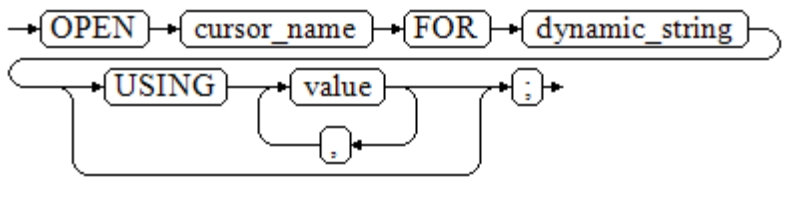 OPEN cursor_name FOR dynamic_string
USING value ;
,